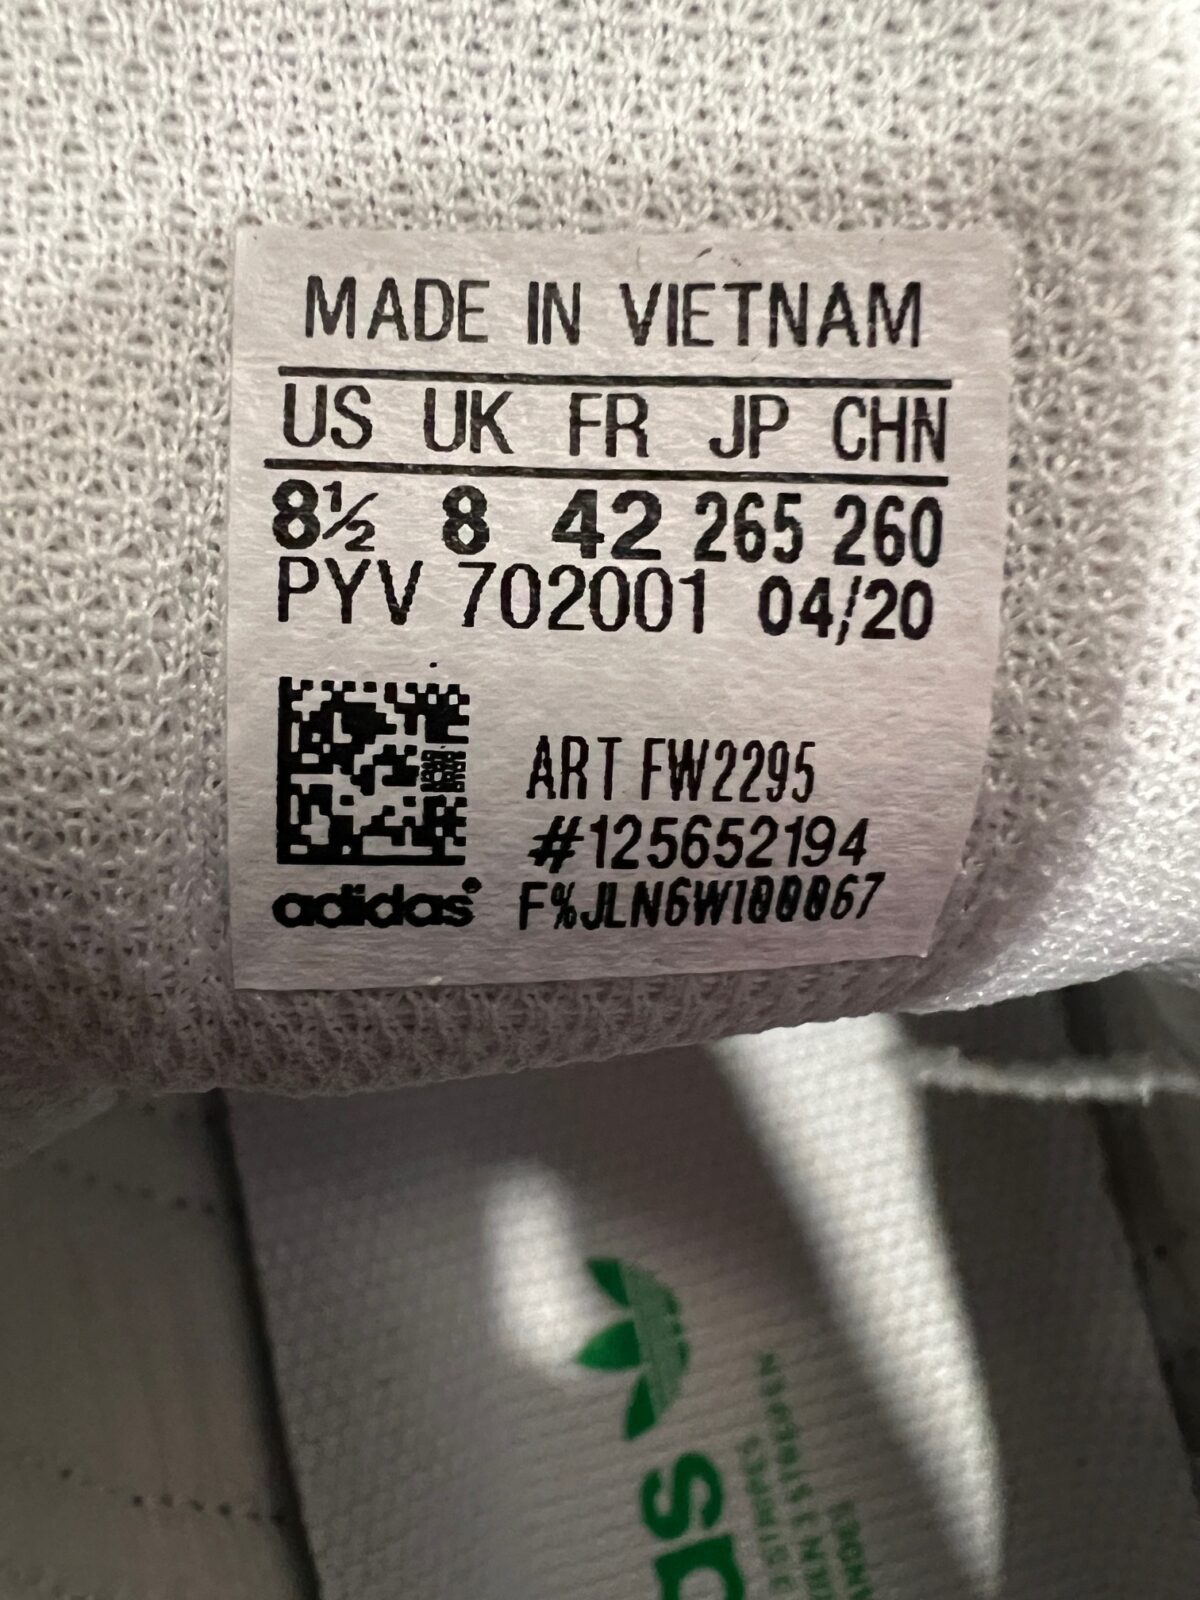 MADE IN VIETNAM
US UK FR JP CHN
8½ 8 42 265 260
PYV 702001 04/20
ART FW2295
#125652194
adidas® F%JLN6W100067